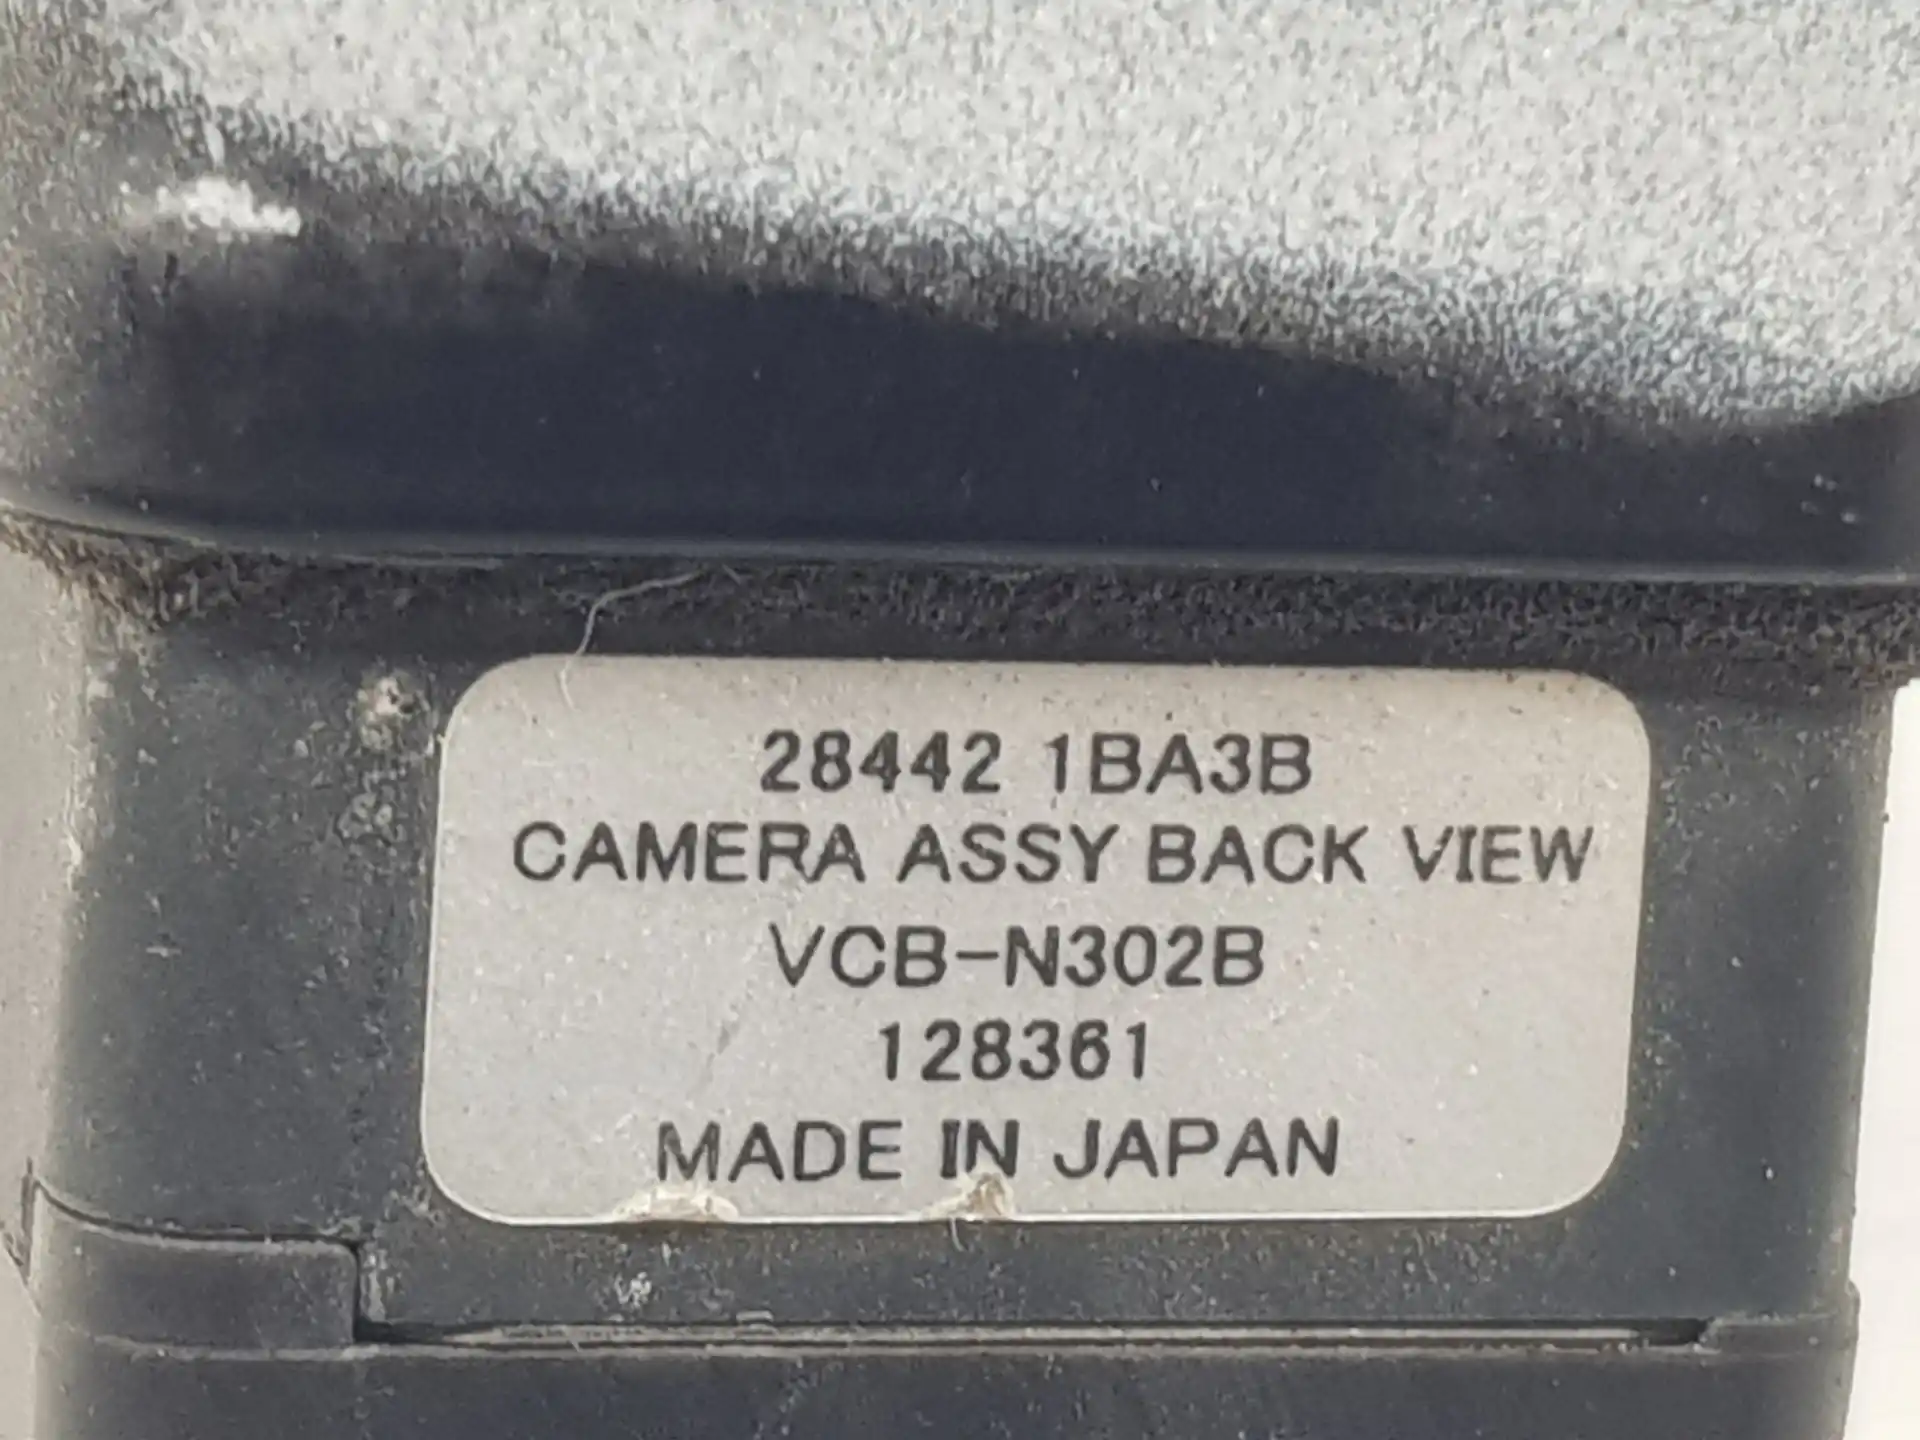 28442 1BA3B
CAMERA ASSY BACK VIEW
VCB-N302B
128361
MADE IN JAPAN